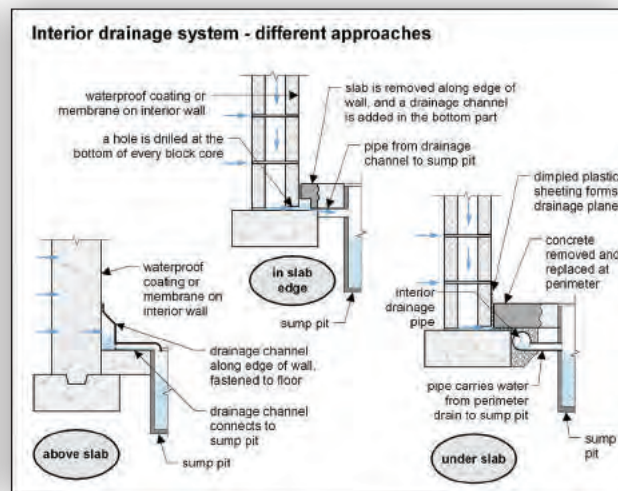 Interior drainage system - different approaches
waterproof coating or
membrane on interior wall
a hole is drilled at the
bottom of every block core
slab is removed along edge of
wall, and a drainage channel
is added in the bottom part
pipe from drainage
channel to sump pit
in slab
edge
sump pit
waterproof
coating or
membrane on
interior wall
drainage channel
along edge of wall,
fastened to floor
drainage channel
connects to
sump pit
sump pit
above slab
dimpled plastic
sheeting forms
drainage plane
concrete
removed and
replaced at
perimeter
interior
drainage
pipe
pipe carries water
from perimeter
drain to sump pit
sump
pit
under slab